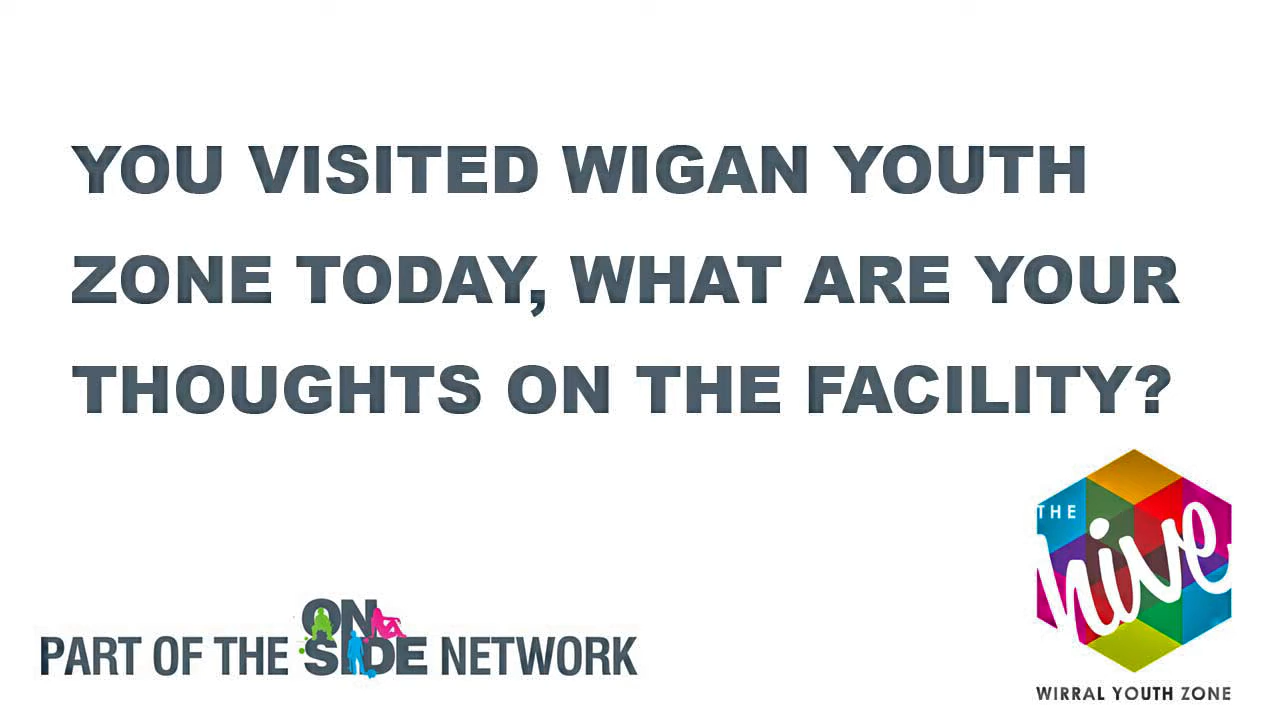 YOU VISITED WIGAN YOUTH
ZONE TODAY, WHAT ARE YOUR
THOUGHTS ON THE FACILITY?
THE
hive
PART OF THE ONSIDE NETWORK
WIRRAL YOUTH ZONE